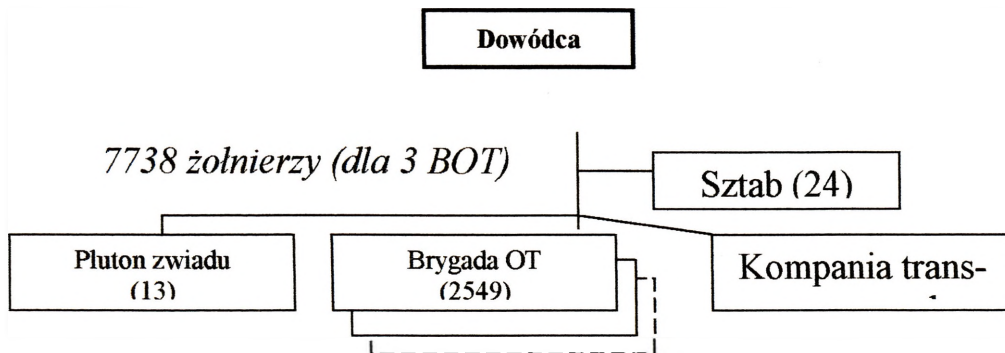 Dowódca
7738 żołnierzy (dla 3 BOT)
Sztab (24)
Pluton zwiadu
(13)
Brygada OT
(2549)
Kompania trans-